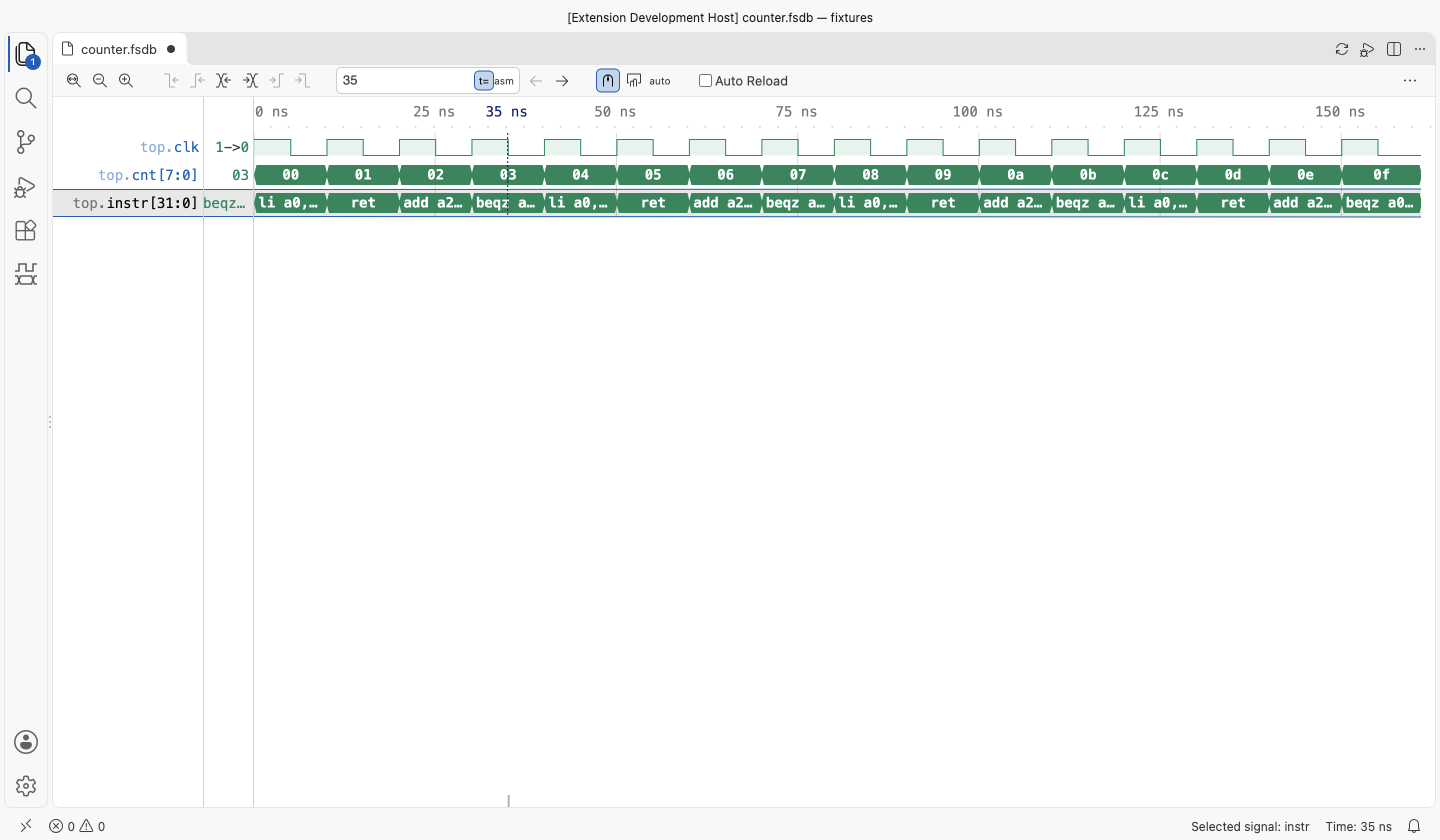 [Extension Development Host] counter.fsdb — fixtures
counter.fsdb
1
35 t= asm auto Auto Reload
0 ns 25 ns 35 ns 50 ns 75 ns 100 ns 125 ns 150 ns
top.clk 1->0
top.cnt[7:0] 03 00 01 02 03 04 05 06 07 08 09 0a 0b 0c 0d 0e 0f
top.instr[31:0] beqz… li a0,… ret add a2… beqz a… li a0,… ret add a2… beqz a… li a0,… ret add a2… beqz a… li a0,… ret add a2… beqz a0…
0 0 Selected signal: instr Time: 35 ns